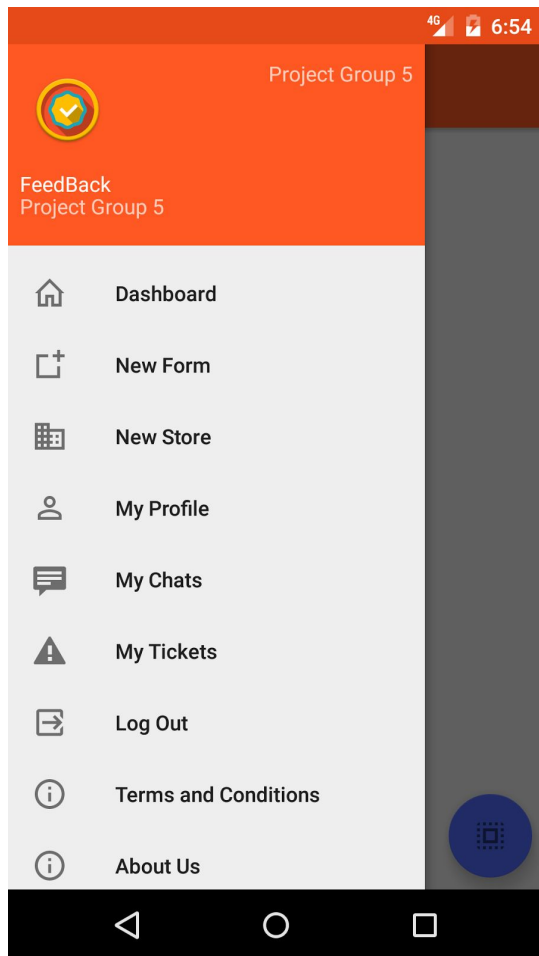 4G 6:54
Project Group 5
FeedBack
Project Group 5
Dashboard
New Form
New Store
My Profile
My Chats
My Tickets
Log Out
Terms and Conditions
About Us